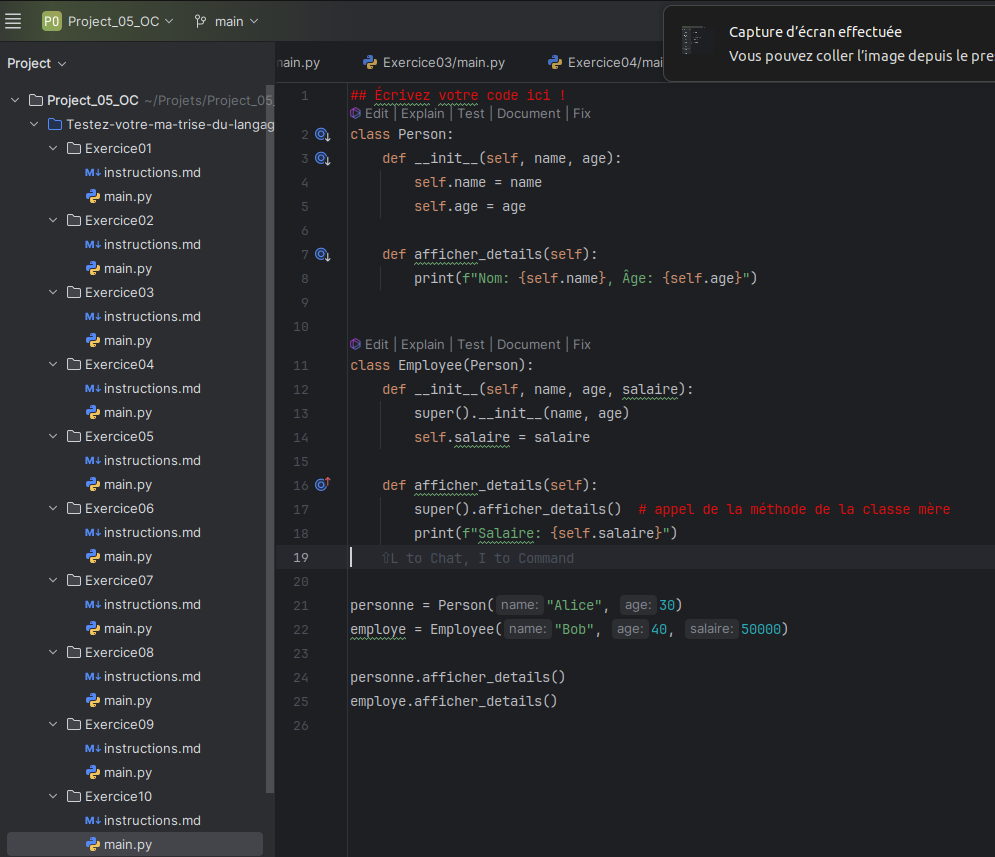 PO Project_05_OC main
Capture d'écran effectuée
Vous pouvez coller l'image depuis le pre
Project
Project_05_OC ~/Projets/Project_05_
Testez-votre-ma-trise-du-langag
Exercice01
M↓ instructions.md
main.py
Exercice02
M↓ instructions.md
main.py
Exercice03
M↓ instructions.md
main.py
Exercice04
M↓ instructions.md
main.py
Exercice05
M↓ instructions.md
main.py
Exercice06
M↓ instructions.md
main.py
Exercice07
M↓ instructions.md
main.py
Exercice08
M↓ instructions.md
main.py
Exercice09
M↓ instructions.md
main.py
Exercice10
M↓ instructions.md
main.py
nain.py Exercice03/main.py Exercice04/mai
1 ## Écrivez votre code ici !
Edit | Explain | Test | Document | Fix
2 class Person:
3 def __init__(self, name, age):
4 self.name = name
5 self.age = age
6
7 def afficher_details(self):
8 print(f"Nom: {self.name}, Âge: {self.age}")
9
10
Edit | Explain | Test | Document | Fix
11 class Employee(Person):
12 def __init__(self, name, age, salaire):
13 super().__init__(name, age)
14 self.salaire = salaire
15
16 def afficher_details(self):
17 super().afficher_details() # appel de la méthode de la classe mère
18 print(f"Salaire: {self.salaire}")
19 ⇧L to Chat, I to Command
20
21 personne = Person( name: "Alice", age: 30)
22 employe = Employee( name: "Bob", age: 40, salaire: 50000)
23
24 personne.afficher_details()
25 employe.afficher_details()
26